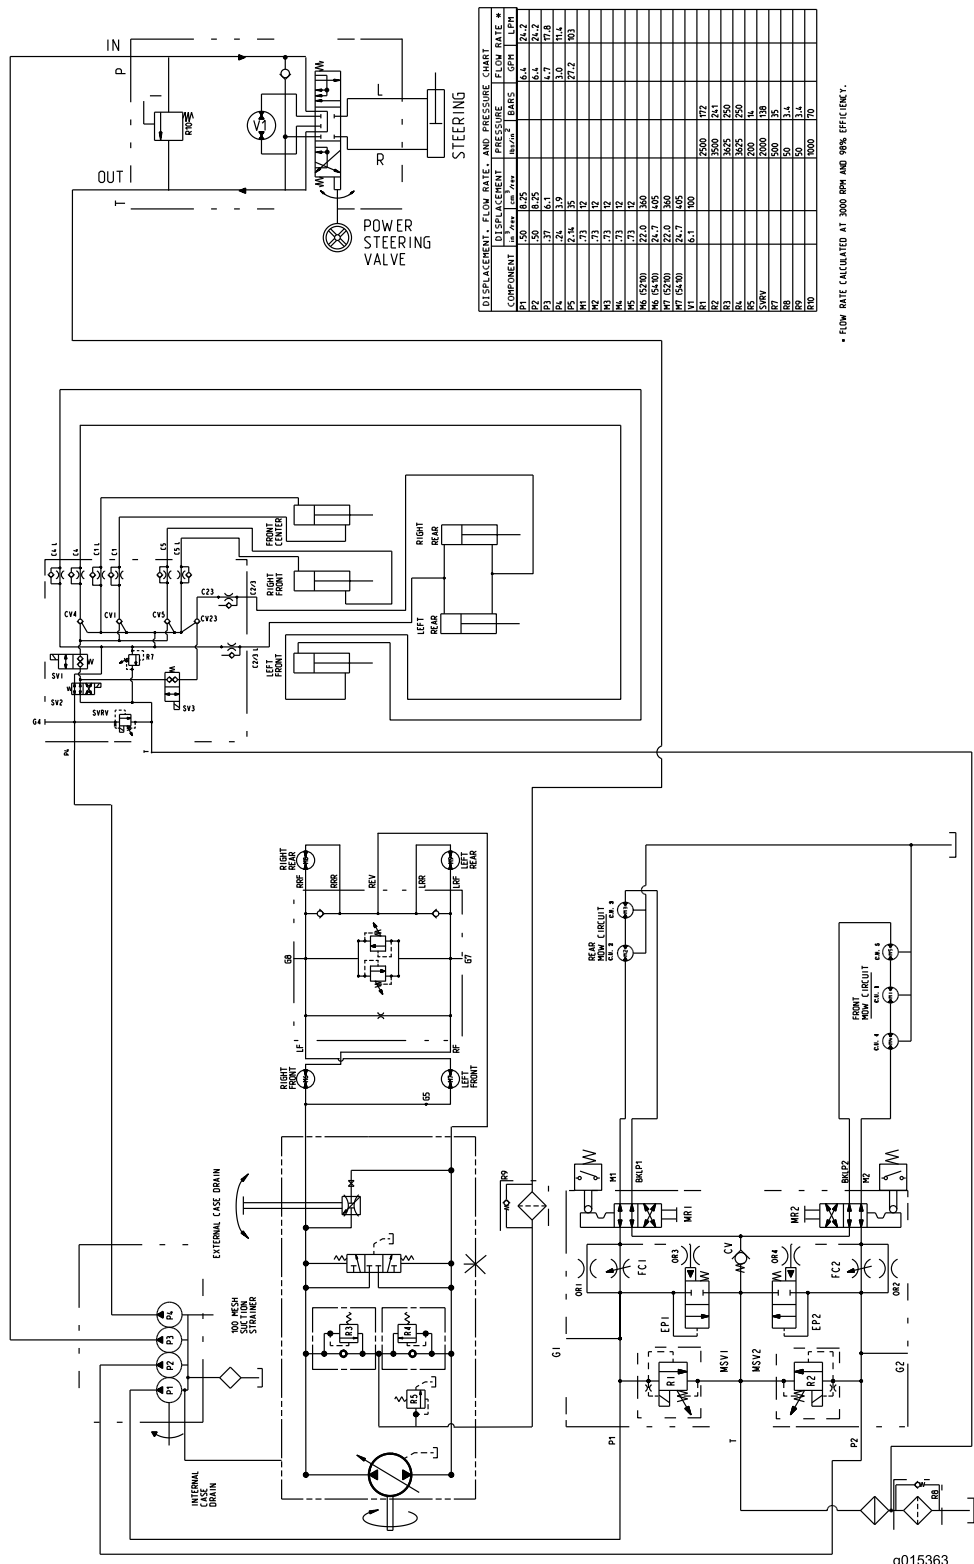 IN
P
R10
V1
L
R
OUT
T
STEERING
POWER
STEERING
VALVE
DISPLACEMENT, FLOW RATE, AND PRESSURE CHART
COMPONENT DISPLACEMENT PRESSURE FLOW RATE *
in³/rev cm³/rev lbs/in² BARS GPM LPM
P1 .50 8.25 6.4 24.2
P2 .50 8.25 6.4 24.2
P3 .37 6.1 4.7 17.8
P4 .24 3.9 3.0 11.4
P5 2.14 35 27.2 103
M1 .73 12
M2 .73 12
M3 .73 12
M4 .73 12
M5 .73 12
M6 (5210) 22.0 360
M6 (5410) 24.7 405
M7 (5210) 22.0 360
M7 (5410) 24.7 405
V1 6.1 100
R1 2500 172
R2 3500 241
R3 3625 250
R4 3625 250
R5 200 14
SVRV 2000 138
R7 500 35
R8 50 3.4
R9 50 3.4
R10 1000 70
* FLOW RATE CALCULATED AT 3000 RPM AND 98% EFFICIENCY.
C4 L
C4
C1 L
C1
C5
C5 L
CV4
CV1
CV5
CV23
C23
C2/3
C2/3 L
SV1
SV2
SV3
R7
SVRV
G4
P4
T
FRONT
CENTER
RIGHT
FRONT
LEFT
FRONT
RIGHT
REAR
LEFT
REAR
RIGHT
REAR
RRF
RRR
REV
LRR
LRF
LEFT
REAR
G8
G7
LF
RF
RIGHT
FRONT
LEFT
FRONT
G5
REAR
MOW CIRCUIT
C.U. 3
C.U. 2
FRONT
MOW CIRCUIT
C.U. 5
C.U. 1
C.U. 4
EXTERNAL CASE DRAIN
100 MESH
SUCTION
STRAINER
P4
P3
P2
P1
INTERNAL
CASE
DRAIN
R3
R4
R5
R9
M1
BKLP1
BKLP2
M2
MR1
MR2
OR1
FC1
OR3
CV
OR4
FC2
OR2
EP1
EP2
G1
MSV1
MSV2
G2
R1
R2
P1
T
P2
R8
g015363